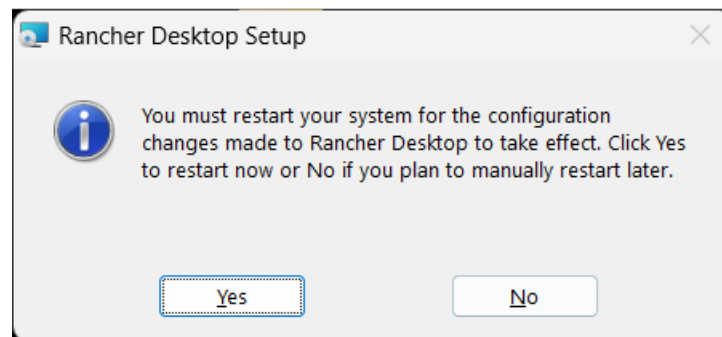 Rancher Desktop Setup
You must restart your system for the configuration
changes made to Rancher Desktop to take effect. Click Yes
to restart now or No if you plan to manually restart later.
Yes
No